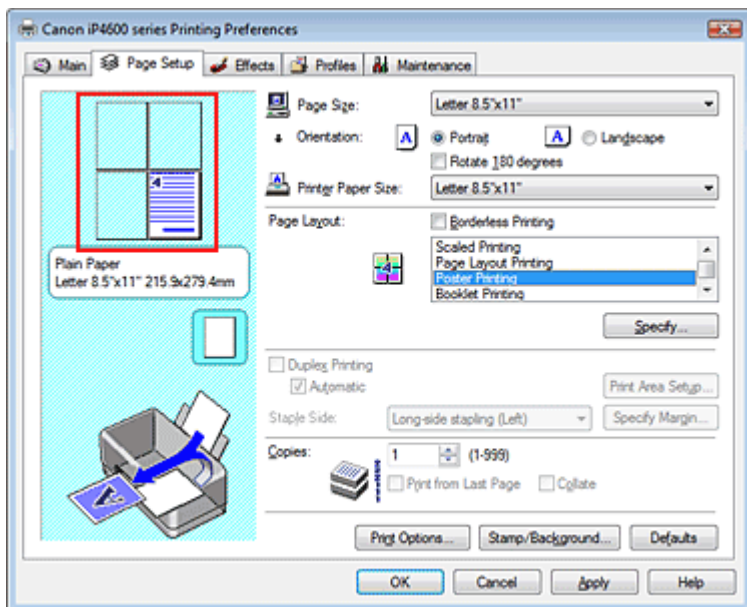 Canon iP4600 series Printing Preferences
Main Page Setup Effects Profiles Maintenance
Page Size: Letter 8.5"x11"
Orientation: A Portrait A Landscape
Rotate 180 degrees
Printer Paper Size: Letter 8.5"x11"
Page Layout: Borderless Printing
Scaled Printing
Page Layout Printing
Poster Printing
Booklet Printing
4
Plain Paper
Letter 8.5"x11" 215.9x279.4mm
Specify...
Duplex Printing
Automatic
Print Area Setup...
Staple Side: Long-side stapling (Left) Specify Margin...
Copies: 1 (1-999)
Print from Last Page Collate
Print Options... Stamp/Background... Defaults
OK Cancel Apply Help